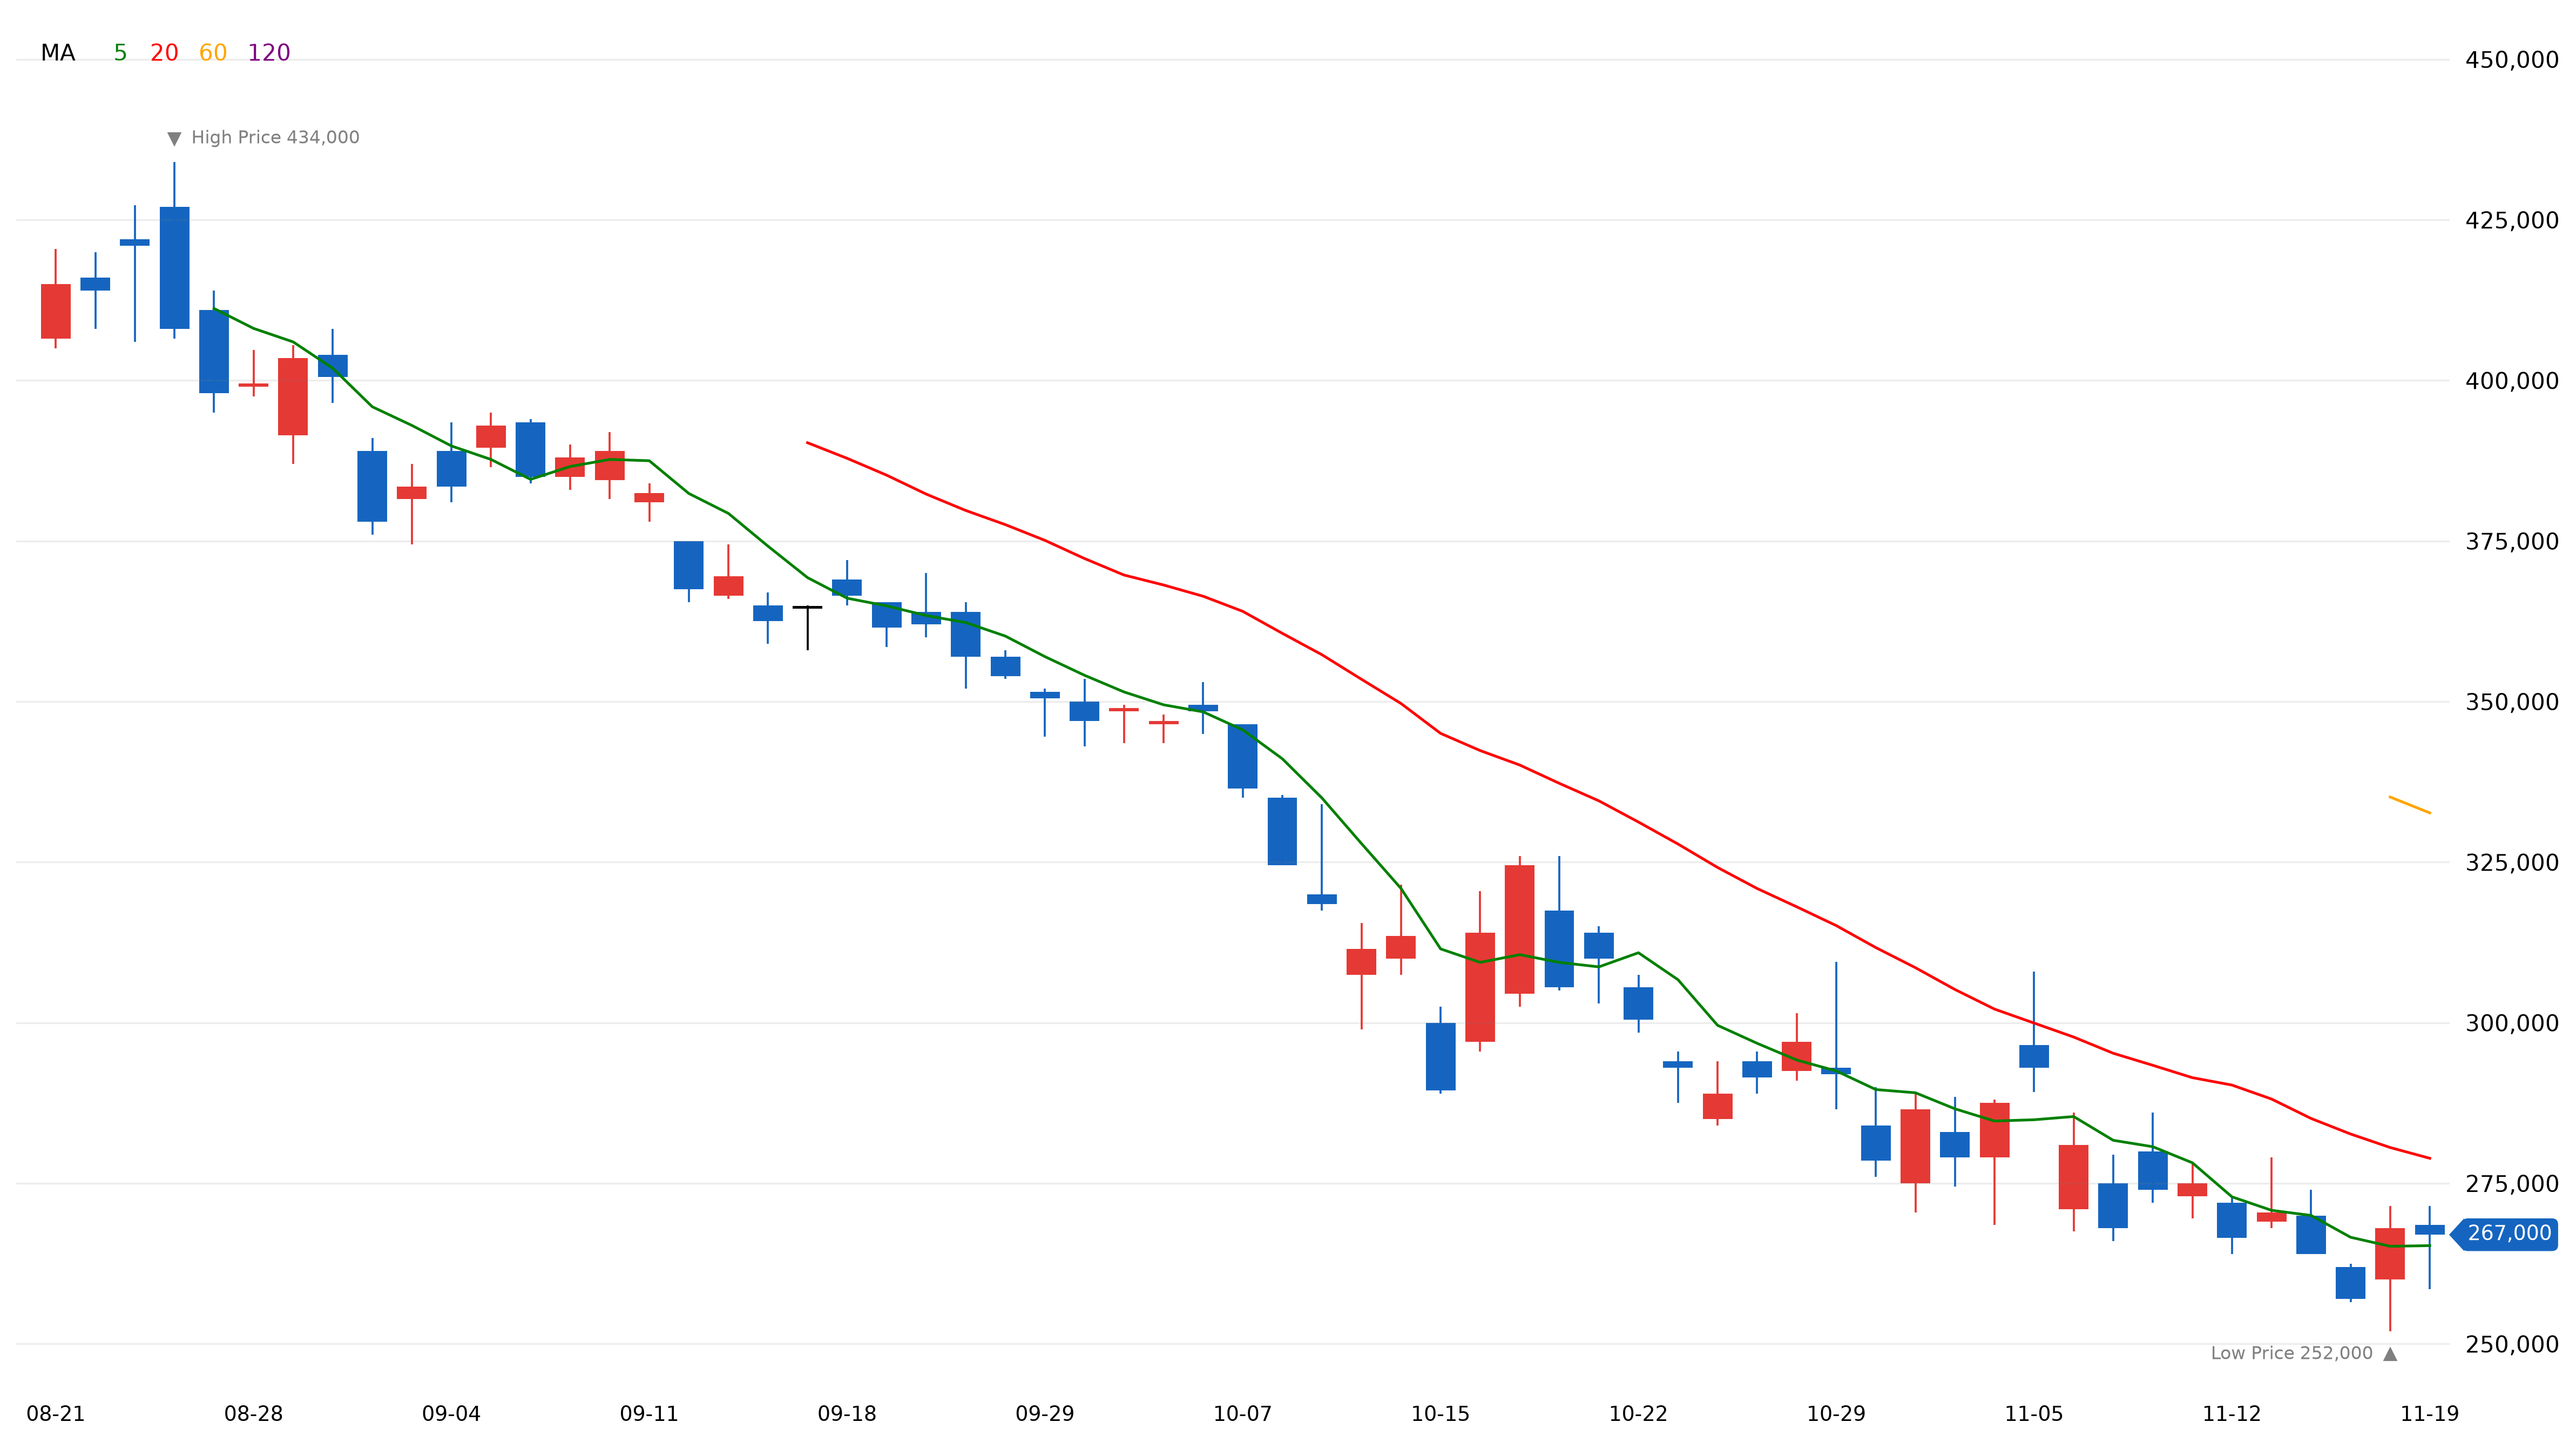 MA 5 20 60 120
450,000
▼ High Price 434,000
425,000
400,000
375,000
350,000
325,000
300,000
275,000
267,000
250,000
Low Price 252,000 ▲
08-21 08-28 09-04 09-11 09-18 09-29 10-07 10-15 10-22 10-29 11-05 11-12 11-19